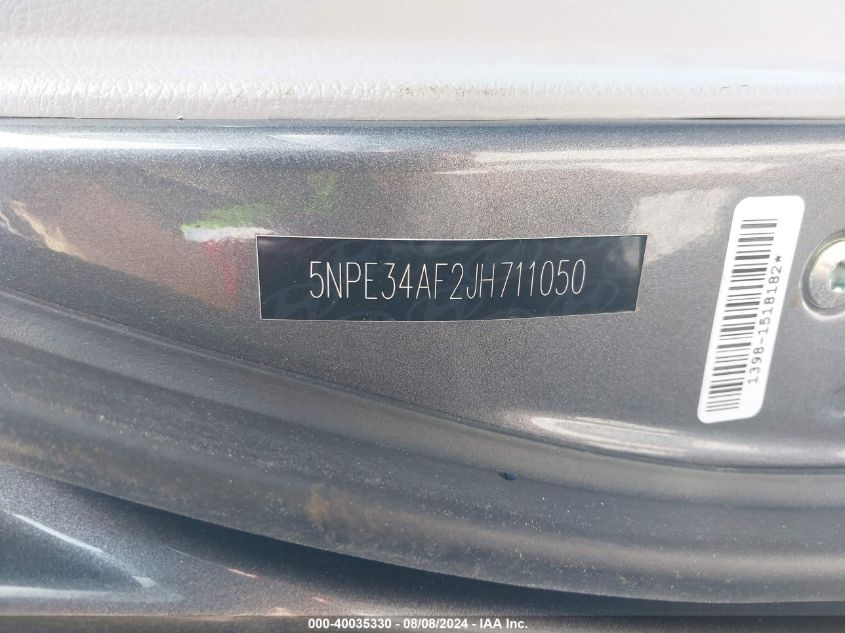 5NPE34AF2JH711050
1398-1518182*
000-40035330 - 08/08/2024 - IAA Inc.